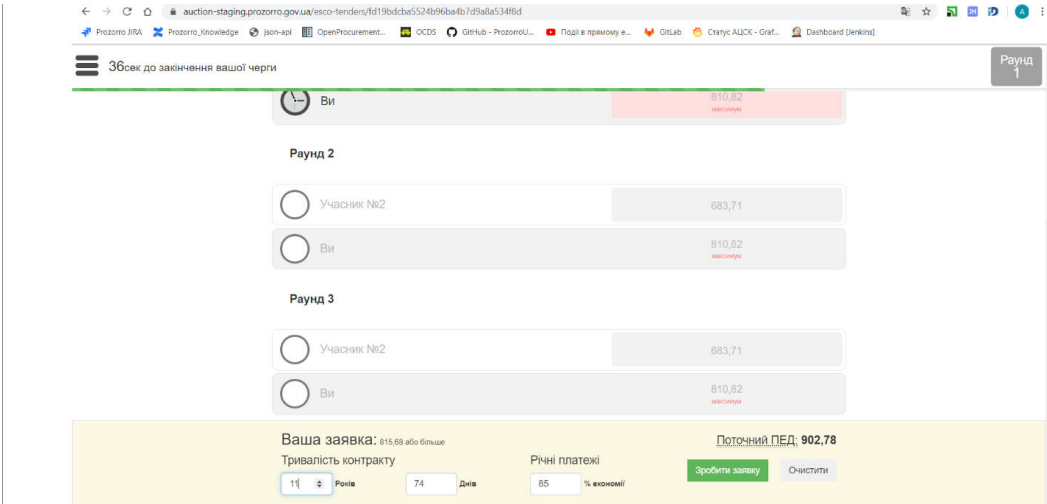 auction-staging.prozorro.gov.ua/esco-tenders/fd19bdcba5524b96ba4b7d9a8a534f8d
Prozorro JIRA Prozorro_Knowledge json-api OpenProcurement... OCDS GitHub - ProzorroU... Події в прямому е... GitLab Статус АЦСК - Graf... Dashboard [Jenkins]
36сек до закінчення вашої черги
Раунд
1
Ви 810,82
максимум
Раунд 2
Учасник №2 683,71
Ви 810,82
максимум
Раунд 3
Учасник №2 683,71
Ви 810,82
максимум
Ваша заявка: 815,68 або більше Поточний ПЕД: 902,78
Тривалість контракту Річні платежі
11 Років 74 Днів 85 % економії Зробити заявку Очистити